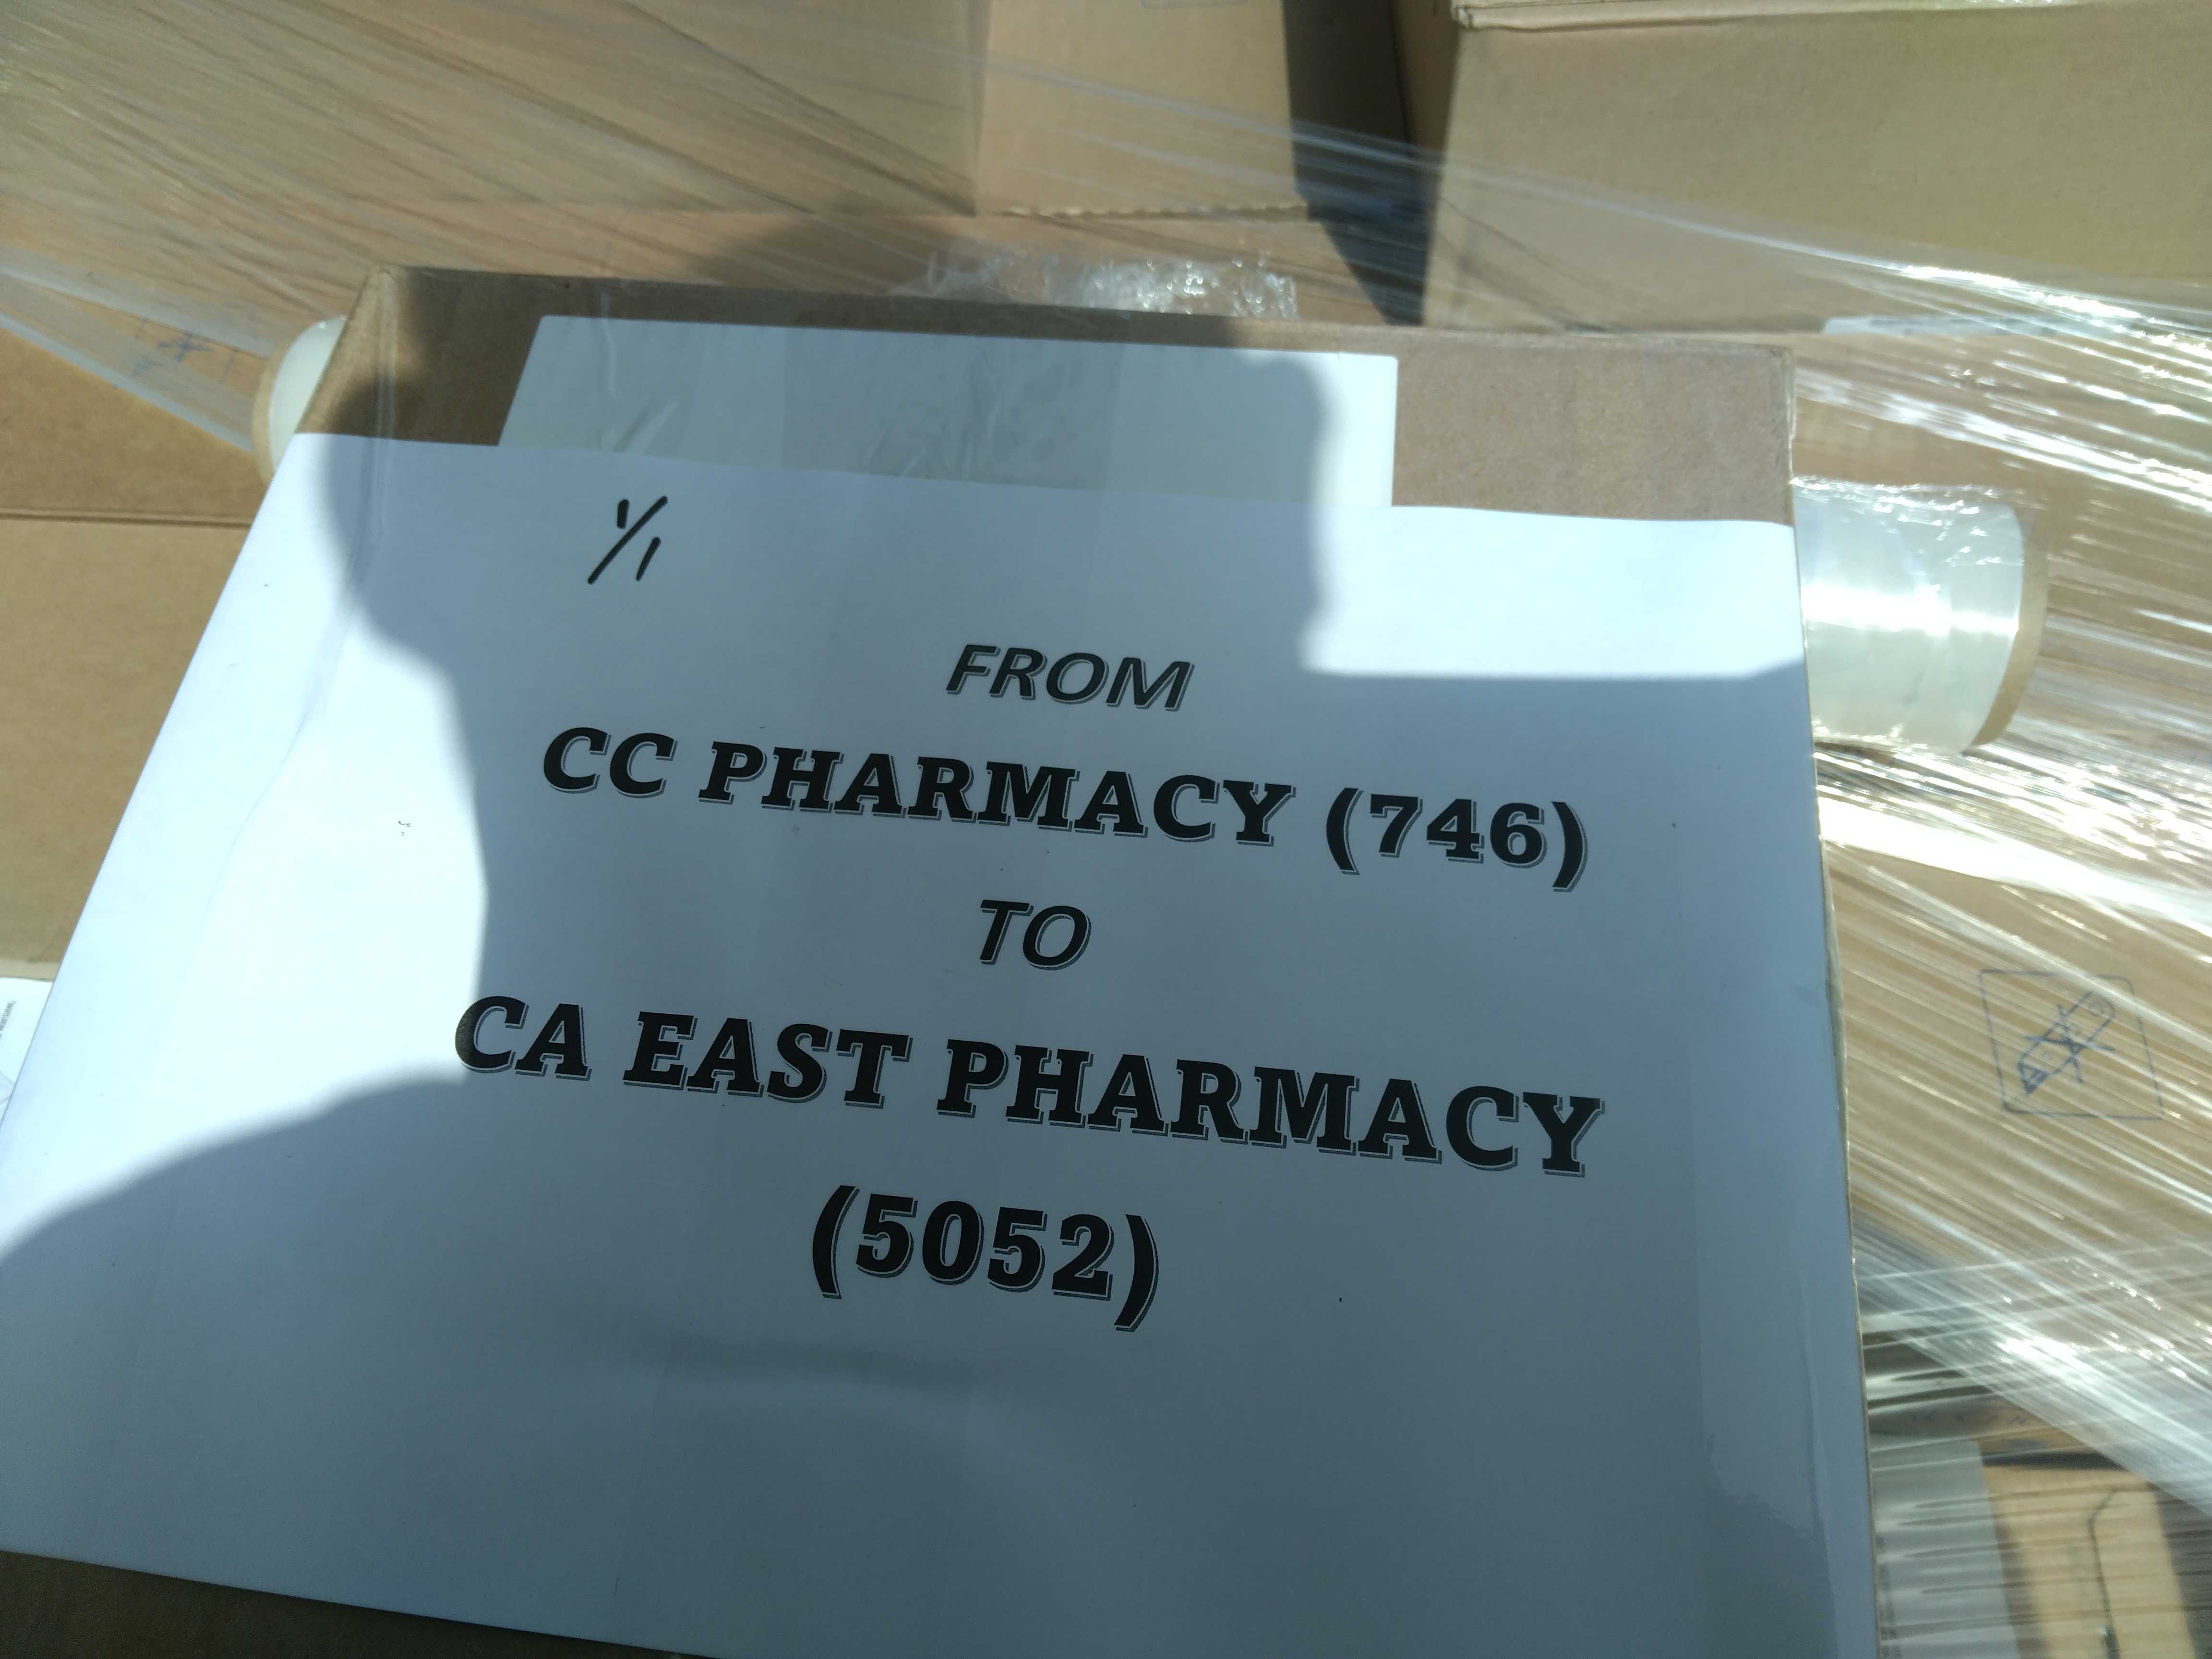 1/1
FROM
CC PHARMACY (746)
TO
CA EAST PHARMACY
(5052)